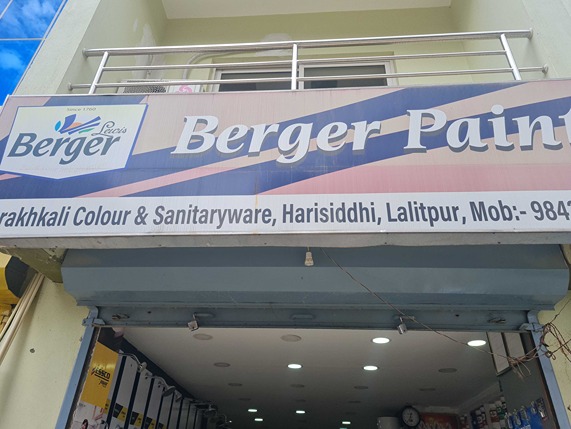 Since 1760
Lewis
Berger
Berger Paint
rakhkali Colour & Sanitaryware, Harisiddhi, Lalitpur, Mob:- 984